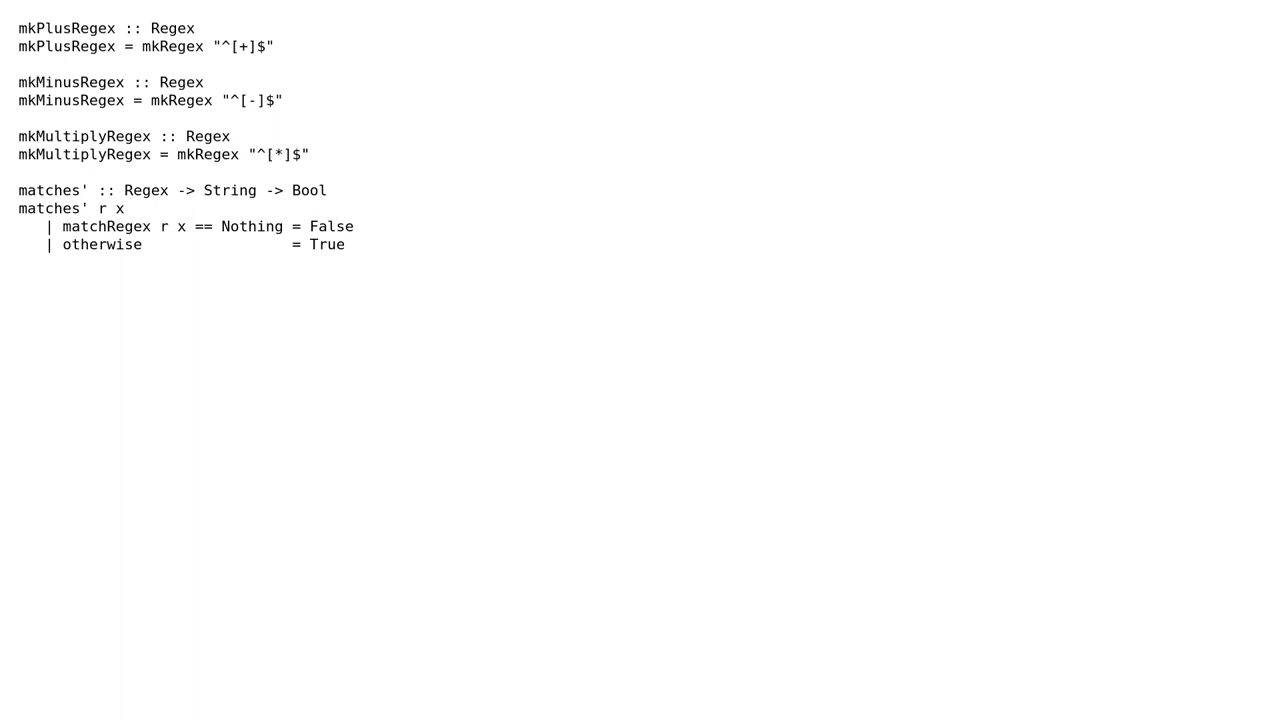 mkPlusRegex :: Regex
mkPlusRegex = mkRegex "^[+]$"

mkMinusRegex :: Regex
mkMinusRegex = mkRegex "^[-]$"

mkMultiplyRegex :: Regex
mkMultiplyRegex = mkRegex "^[*]$"

matches' :: Regex -> String -> Bool
matches' r x
   | matchRegex r x == Nothing = False
   | otherwise                 = True